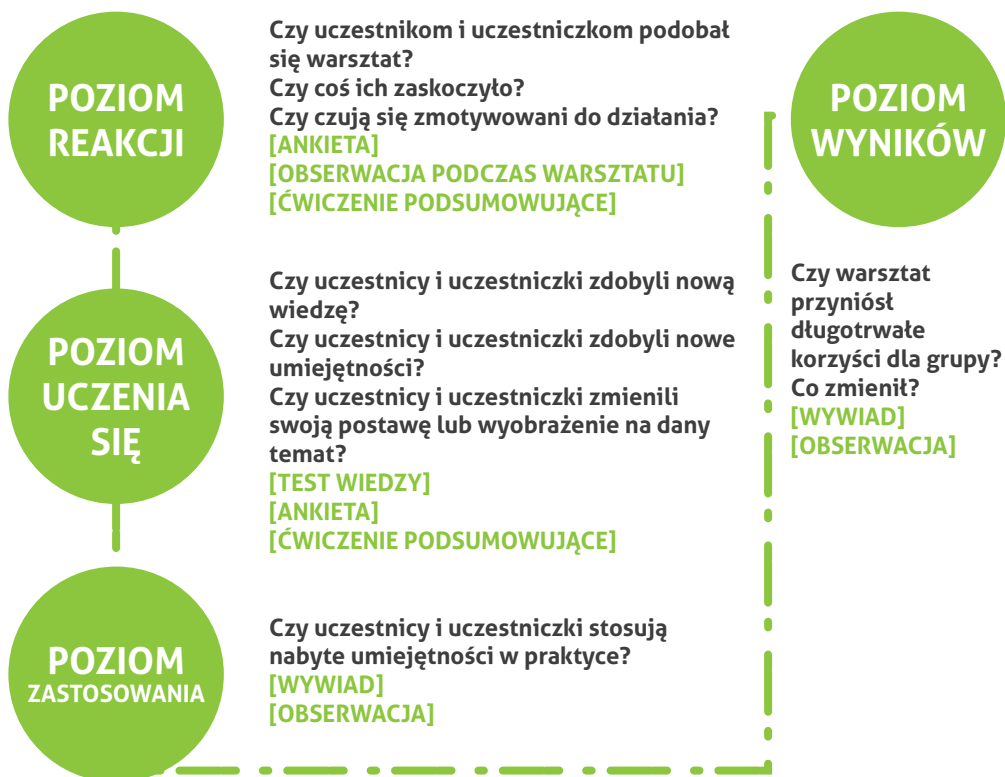 POZIOM
REAKCJI
Czy uczestnikom i uczestniczkom podobał
się warsztat?
Czy coś ich zaskoczyło?
Czy czują się zmotywowani do działania?
[ANKIETA]
[OBSERWACJA PODCZAS WARSZTATU]
[ĆWICZENIE PODSUMOWUJĄCE]
POZIOM
UCZENIA
SIĘ
Czy uczestnicy i uczestniczki zdobyli nową
wiedzę?
Czy uczestnicy i uczestniczki zdobyli nowe
umiejętności?
Czy uczestnicy i uczestniczki zmienili
swoją postawę lub wyobrażenie na dany
temat?
[TEST WIEDZY]
[ANKIETA]
[ĆWICZENIE PODSUMOWUJĄCE]
POZIOM
ZASTOSOWANIA
Czy uczestnicy i uczestniczki stosują
nabyte umiejętności w praktyce?
[WYWIAD]
[OBSERWACJA]
POZIOM
WYNIKÓW
Czy warsztat
przyniósł
długotrwałe
korzyści dla grupy?
Co zmienił?
[WYWIAD]
[OBSERWACJA]